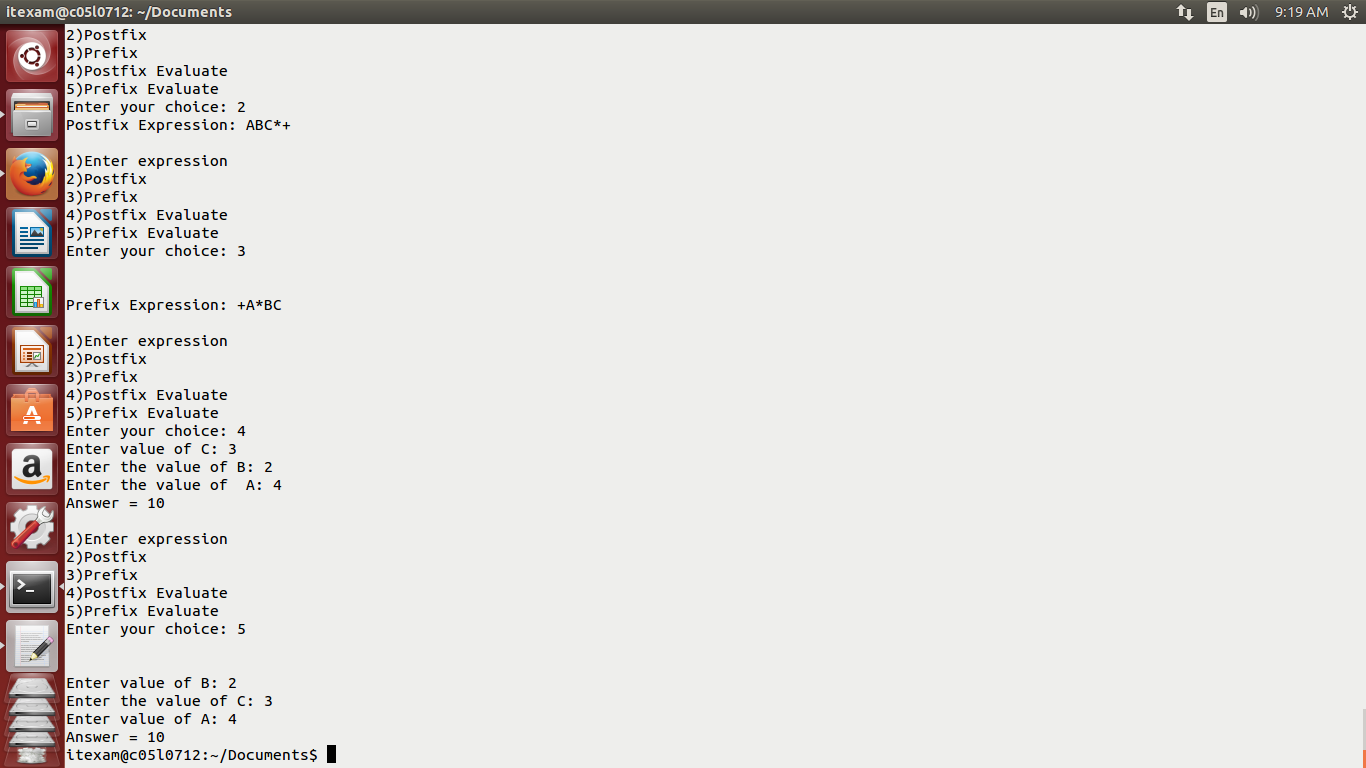 itexam@c05l0712: ~/Documents
En
9:19 AM
2)Postfix
3)Prefix
4)Postfix Evaluate
5)Prefix Evaluate
Enter your choice: 2
Postfix Expression: ABC*+
1)Enter expression
2)Postfix
3)Prefix
4)Postfix Evaluate
5)Prefix Evaluate
Enter your choice: 3
Prefix Expression: +A*BC
1)Enter expression
2)Postfix
3)Prefix
4)Postfix Evaluate
5)Prefix Evaluate
Enter your choice: 4
Enter value of C: 3
Enter the value of B: 2
Enter the value of  A: 4
Answer = 10
1)Enter expression
2)Postfix
3)Prefix
4)Postfix Evaluate
5)Prefix Evaluate
Enter your choice: 5
Enter value of B: 2
Enter the value of C: 3
Enter value of A: 4
Answer = 10
itexam@c05l0712:~/Documents$